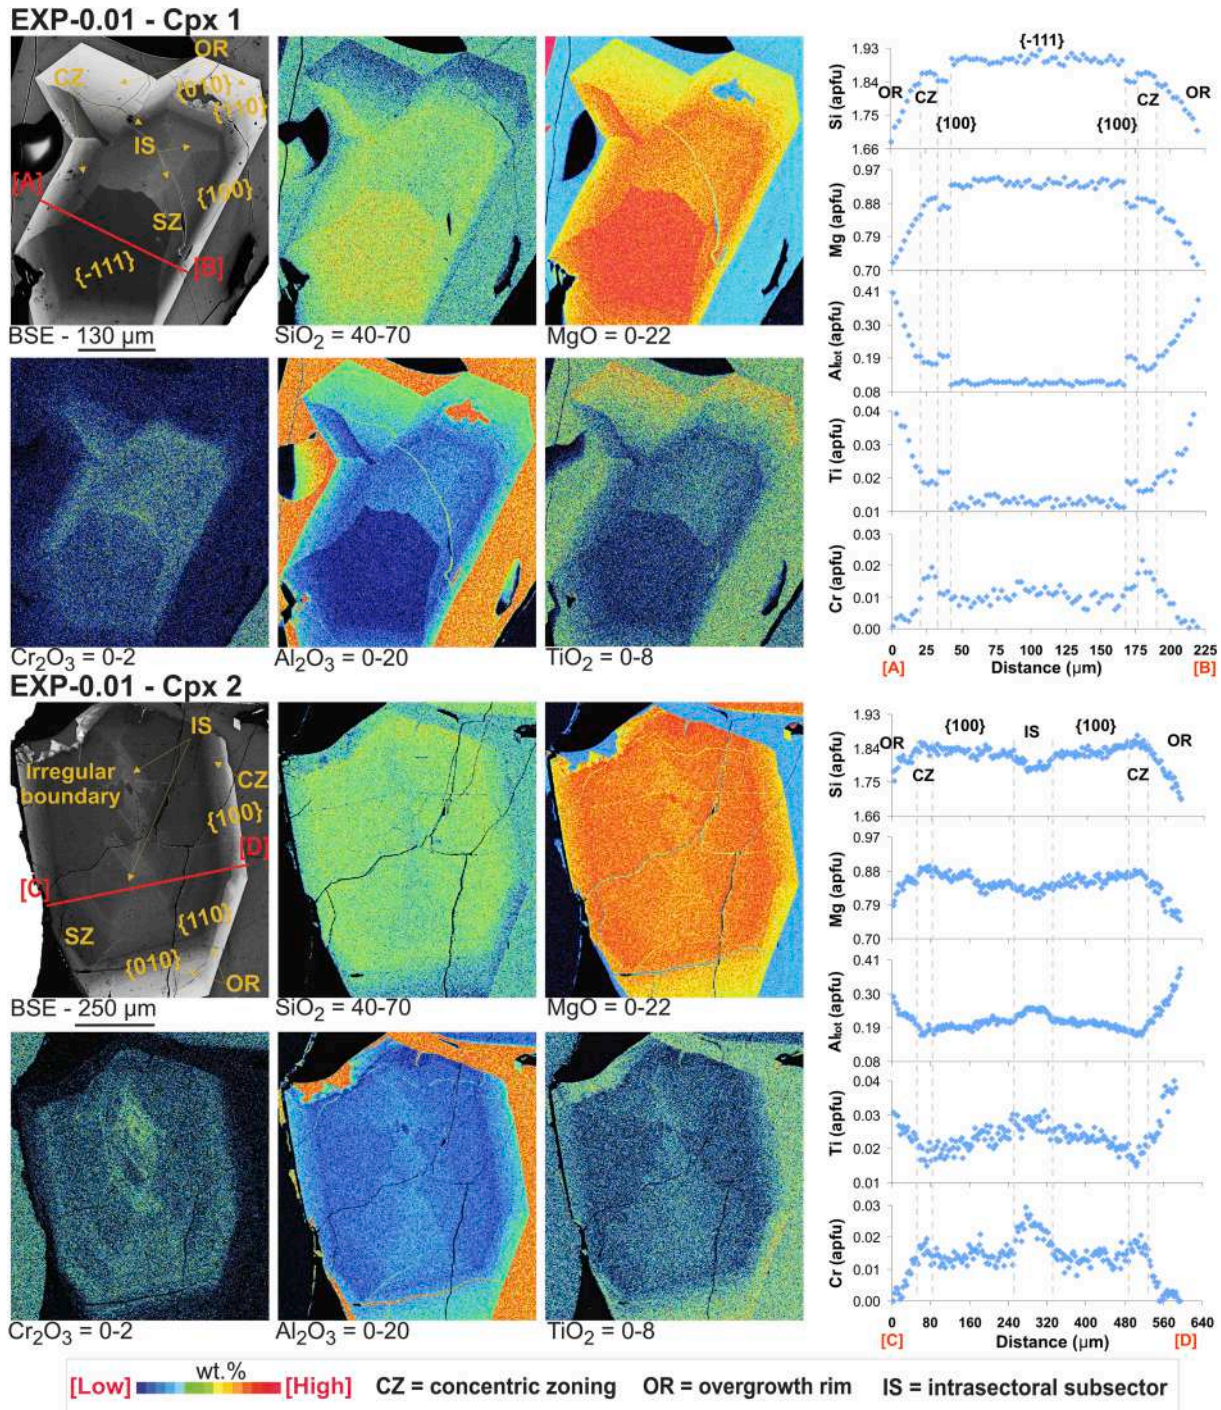 EXP-0.01 - Cpx 1
OR
CZ
{010}
{110}
IS
[A]
{100}
SZ
[B]
{-111}
BSE - 130 µm
SiO2 = 40-70
MgO = 0-22
Cr2O3 = 0-2
Al2O3 = 0-20
TiO2 = 0-8
{-111}
1.93
1.84
1.75
1.66
Si (apfu)
OR
CZ
{100}
{100}
CZ
OR
0.97
0.88
0.79
0.70
Mg (apfu)
0.41
0.30
0.19
0.08
Altot (apfu)
0.04
0.03
0.02
0.01
Ti (apfu)
0.03
0.02
0.01
0.00
Cr (apfu)
0 25 50 75 100 125 150 175 200 225
[A] Distance (µm) [B]
EXP-0.01 - Cpx 2
IS
Irregular
boundary
CZ
{100}
[D]
[C]
SZ
{110}
{010}
OR
BSE - 250 µm
SiO2 = 40-70
MgO = 0-22
Cr2O3 = 0-2
Al2O3 = 0-20
TiO2 = 0-8
1.93
1.84
1.75
1.66
Si (apfu)
OR
CZ
{100}
IS
{100}
CZ
OR
0.97
0.88
0.79
0.70
Mg (apfu)
0.41
0.30
0.19
0.08
Altot (apfu)
0.04
0.03
0.02
0.01
Ti (apfu)
0.03
0.02
0.01
0.00
Cr (apfu)
0 80 160 240 320 400 480 560 640
[C] Distance (µm) [D]
wt.%
[Low] [High] CZ = concentric zoning OR = overgrowth rim IS = intrasectoral subsector